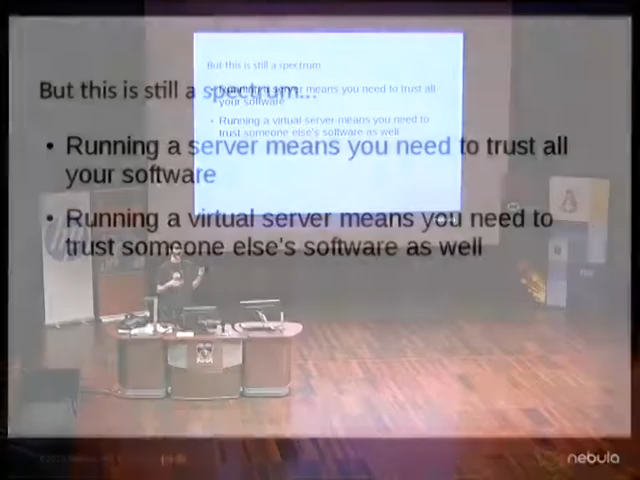 But this is still a spectrum...
• Running a server means you need to trust all
your software
• Running a virtual server means you need to
trust someone else's software as well
But this is still a spectrum
• Running a server means you need to trust all
your software
• Running a virtual server means you need to
trust someone else's software as well
nebula